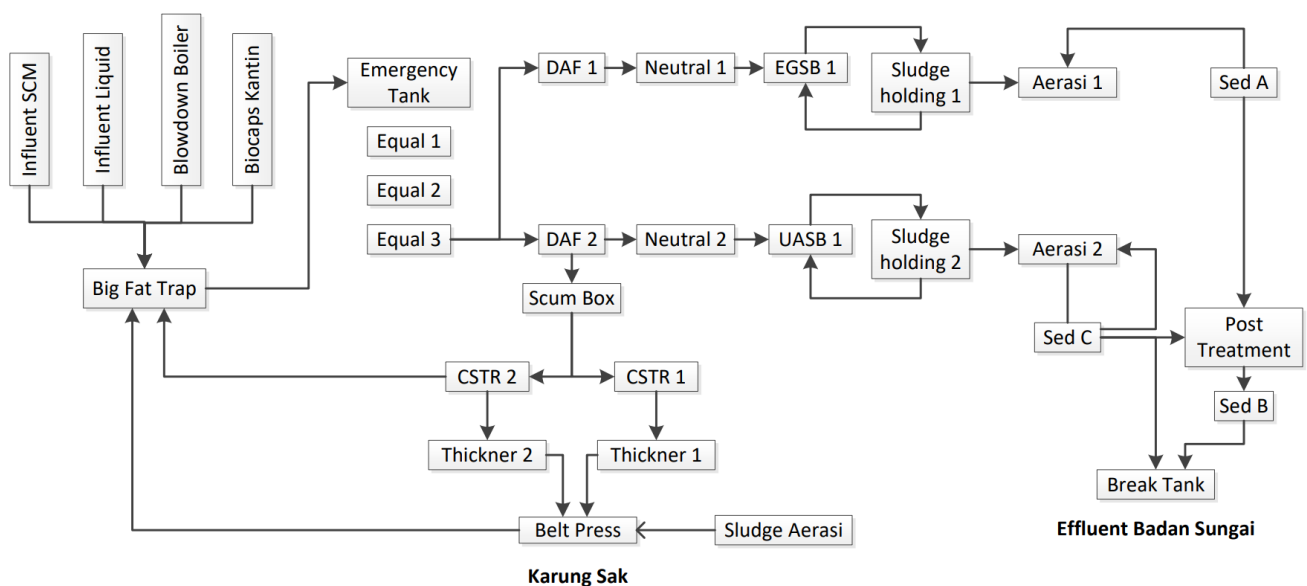 Influent SCM
Influent Liquid
Blowdown Boiler
Biocaps Kantin
Big Fat Trap
Emergency
Tank
Equal 1
Equal 2
Equal 3
DAF 1
Neutral 1
EGSB 1
Sludge
holding 1
Aerasi 1
Sed A
DAF 2
Neutral 2
UASB 1
Sludge
holding 2
Aerasi 2
Scum Box
Sed C
Post
Treatment
CSTR 2
CSTR 1
Sed B
Thickner 2
Thickner 1
Break Tank
Belt Press
Sludge Aerasi
Effluent Badan Sungai
Karung Sak